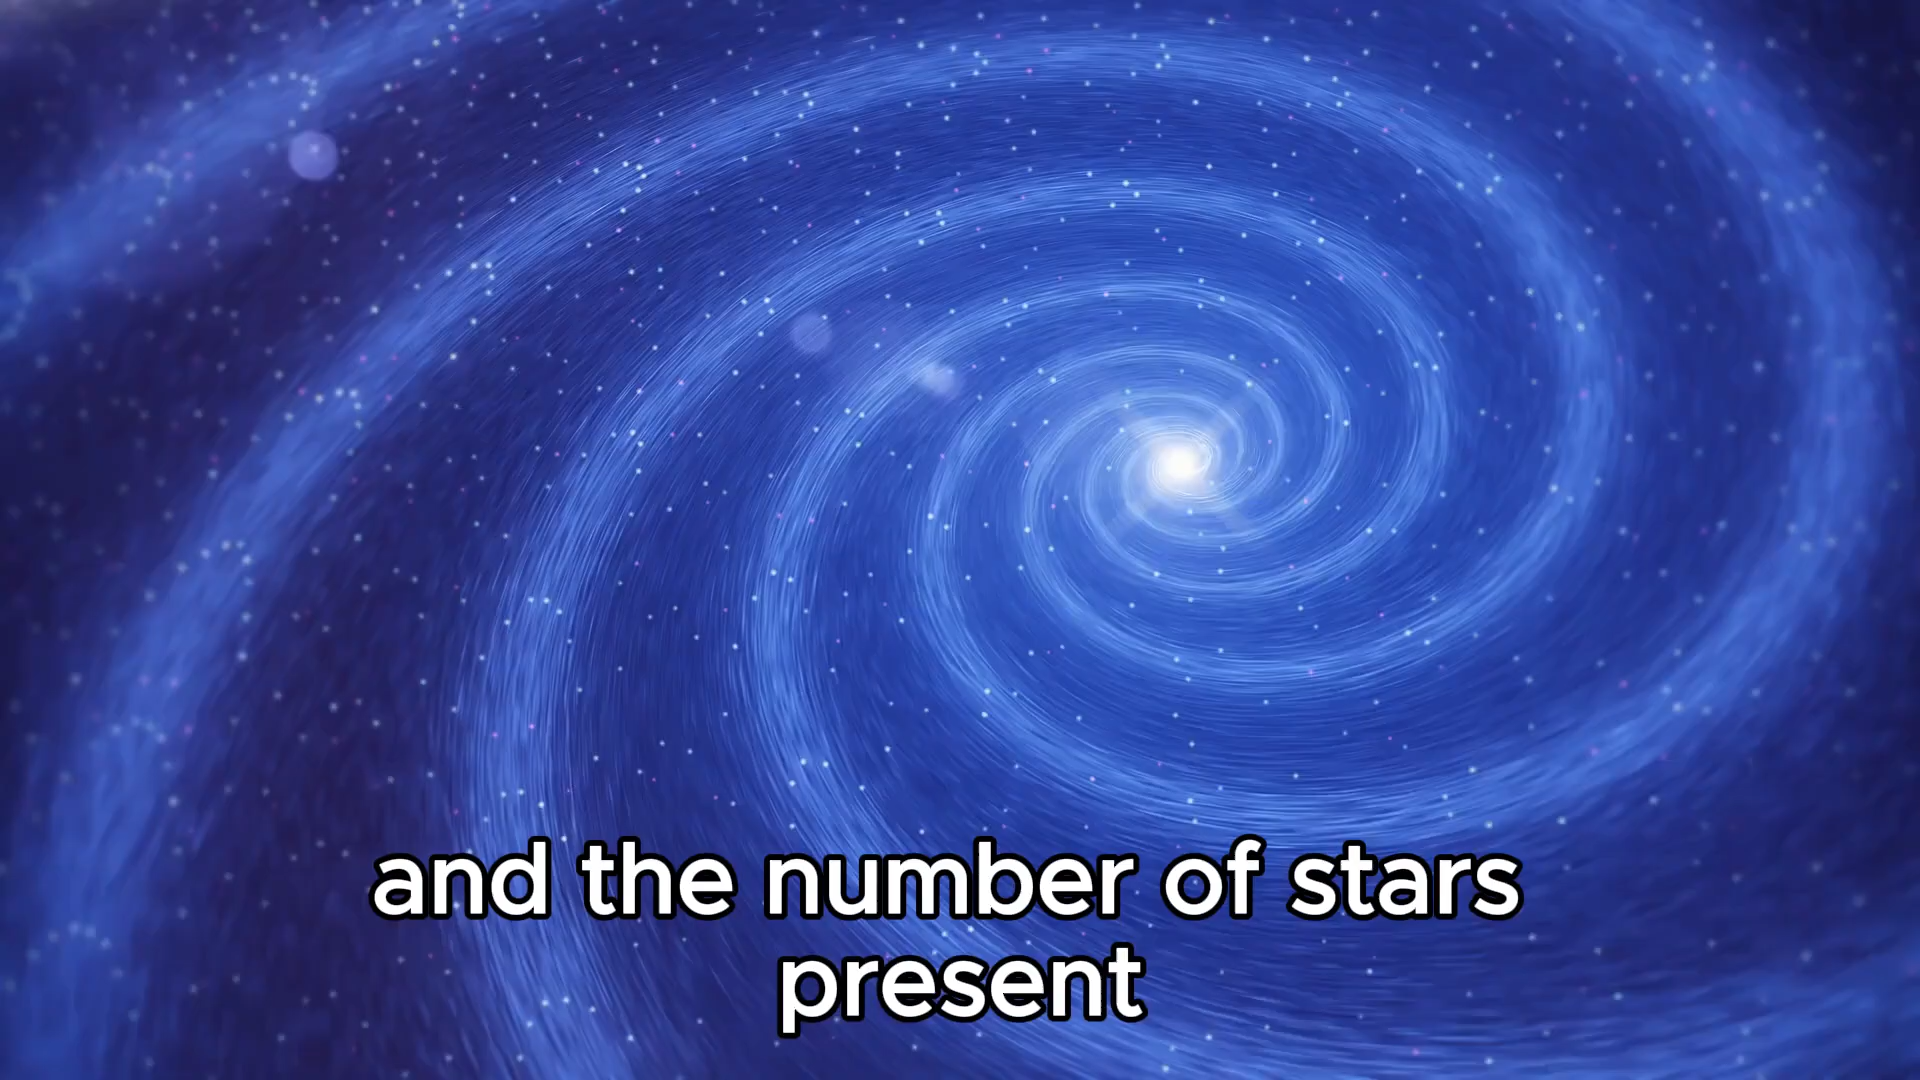 and the number of stars
present